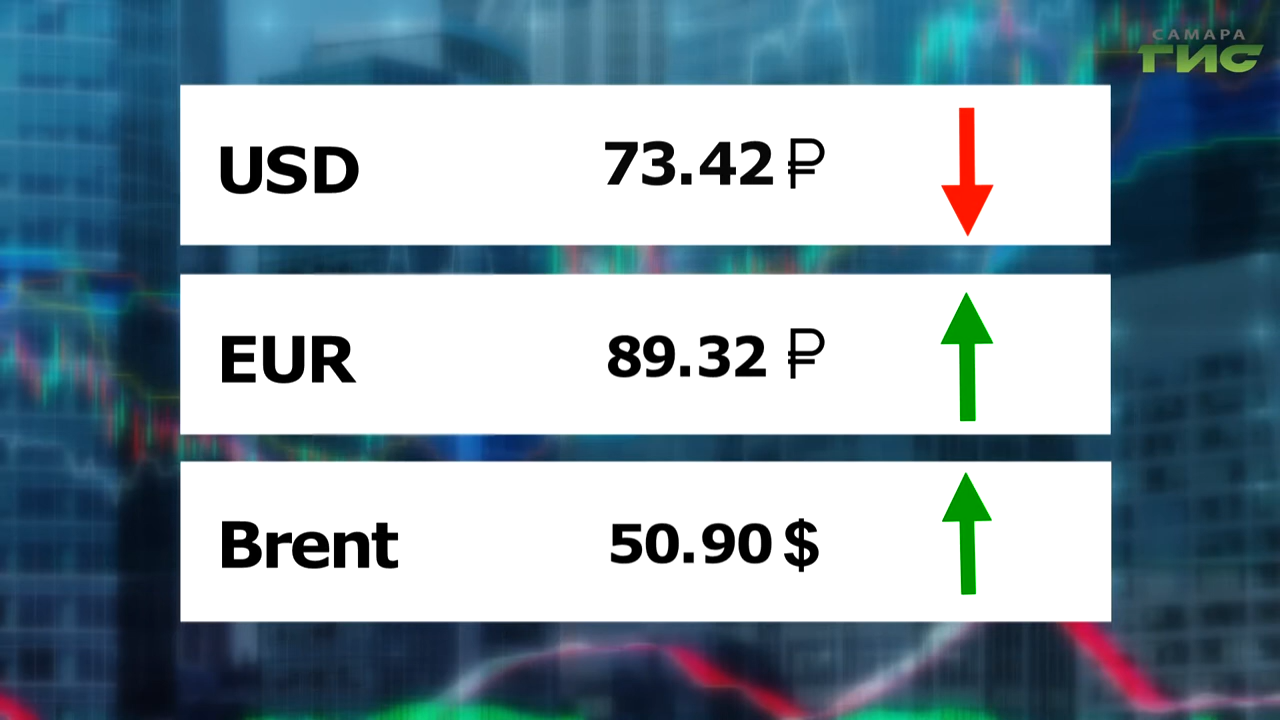 САМАРА
ГИС
USD 73.42 ₽
EUR 89.32 ₽
Brent 50.90 $